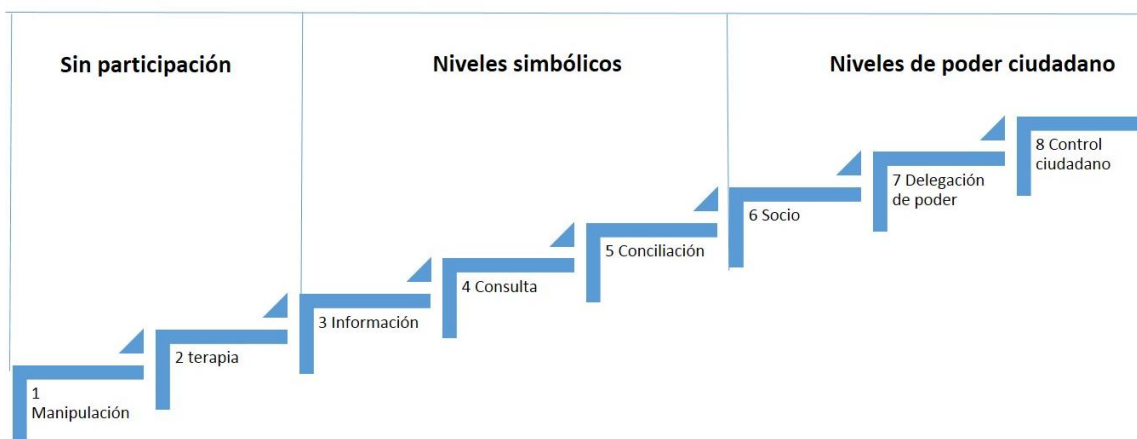 Sin participación
Niveles simbólicos
Niveles de poder ciudadano
1
Manipulación
2 terapia
3 Información
4 Consulta
5 Conciliación
6 Socio
7 Delegación
de poder
8 Control
ciudadano